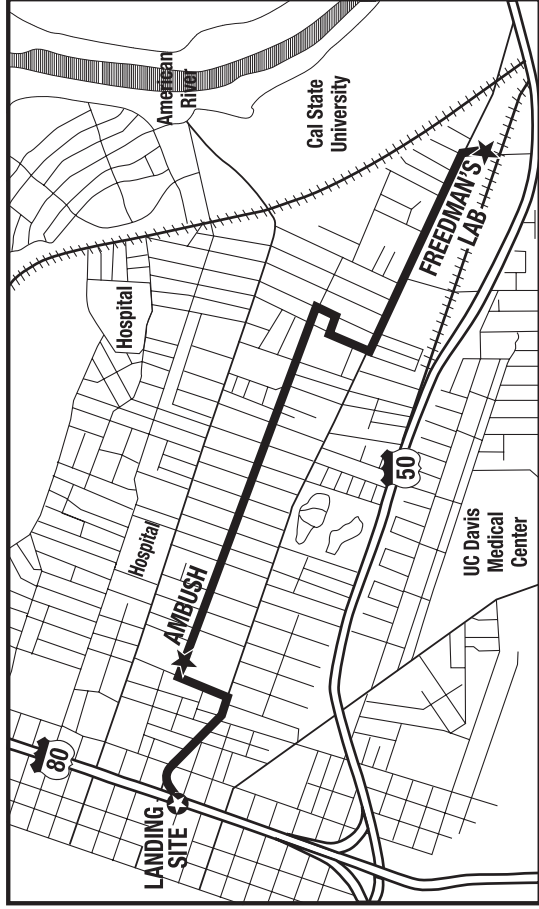 American
River
Cal State
University
Hospital
FREEDMAN'S
LAB
Hospital
50
AMBUSH
UC Davis
Medical
Center
80
LANDING
SITE